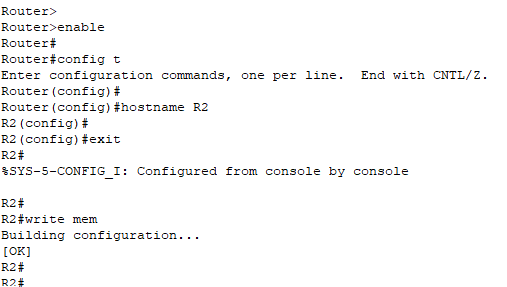 Router>
Router>enable
Router#
Router#config t
Enter configuration commands, one per line.  End with CNTL/Z.
Router(config)#
Router(config)#hostname R2
R2(config)#
R2(config)#exit
R2#
%SYS-5-CONFIG_I: Configured from console by console

R2#
R2#write mem
Building configuration...
[OK]
R2#
R2#